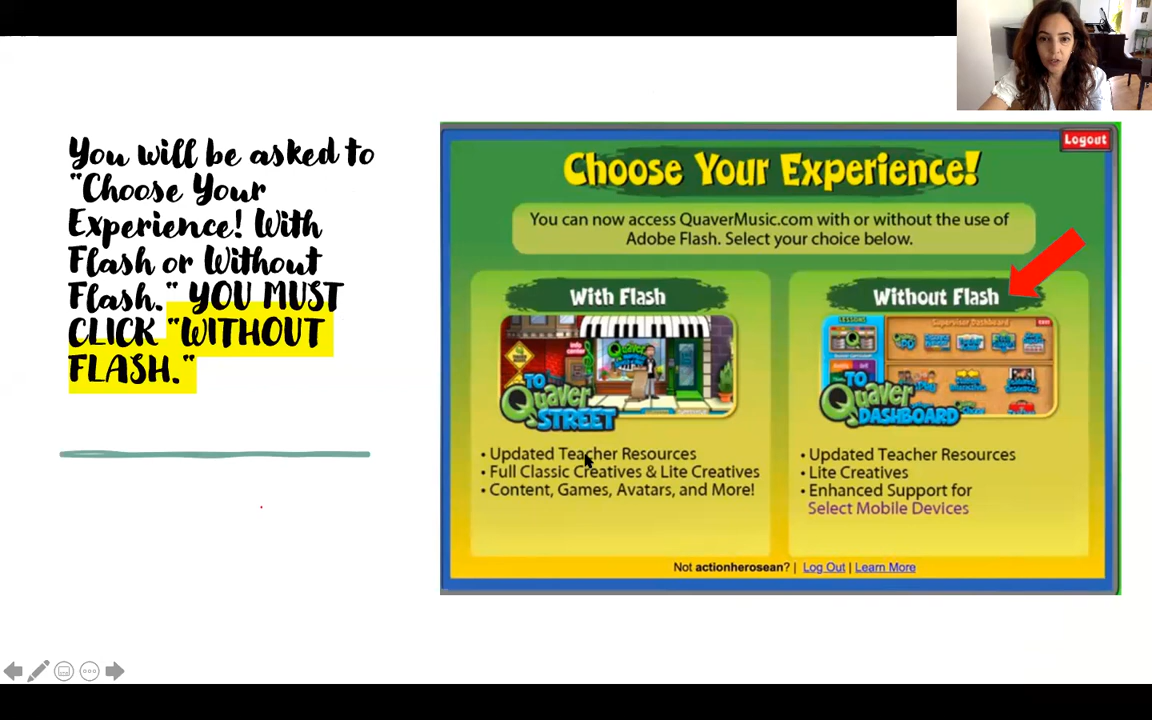 You will be asked to
"Choose Your
Experience! With
Flash or Without
Flash." YOU MUST
CLICK "WITHOUT
FLASH."
Logout
Choose Your Experience!
You can now access QuaverMusic.com with or without the use of
Adobe Flash. Select your choice below.
With Flash
TO
Quaver
STREET
• Updated Teacher Resources
• Full Classic Creatives & Lite Creatives
• Content, Games, Avatars, and More!
Without Flash
Supervisor Dashboard
LESSONS
TO
Quaver
DASHBOARD
• Updated Teacher Resources
• Lite Creatives
• Enhanced Support for
Select Mobile Devices
Not actionherosean? | Log Out | Learn More